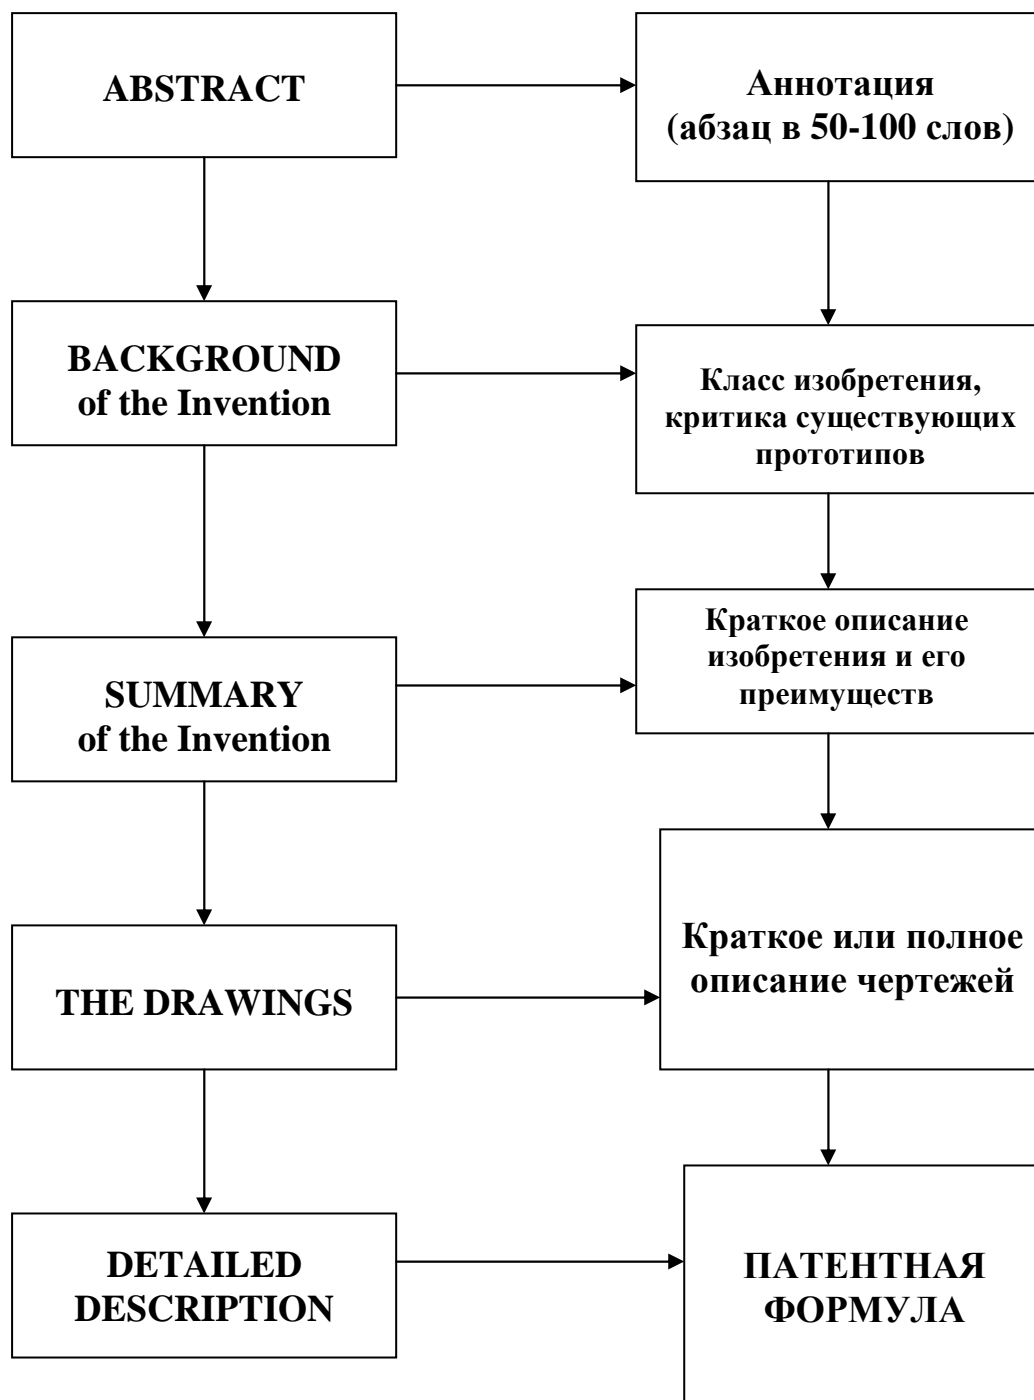 ABSTRACT
Аннотация
(абзац в 50-100 слов)
BACKGROUND
of the Invention
Класс изобретения,
критика существующих
прототипов
SUMMARY
of the Invention
Краткое описание
изобретения и его
преимуществ
THE DRAWINGS
Краткое или полное
описание чертежей
DETAILED
DESCRIPTION
ПАТЕНТНАЯ
ФОРМУЛА